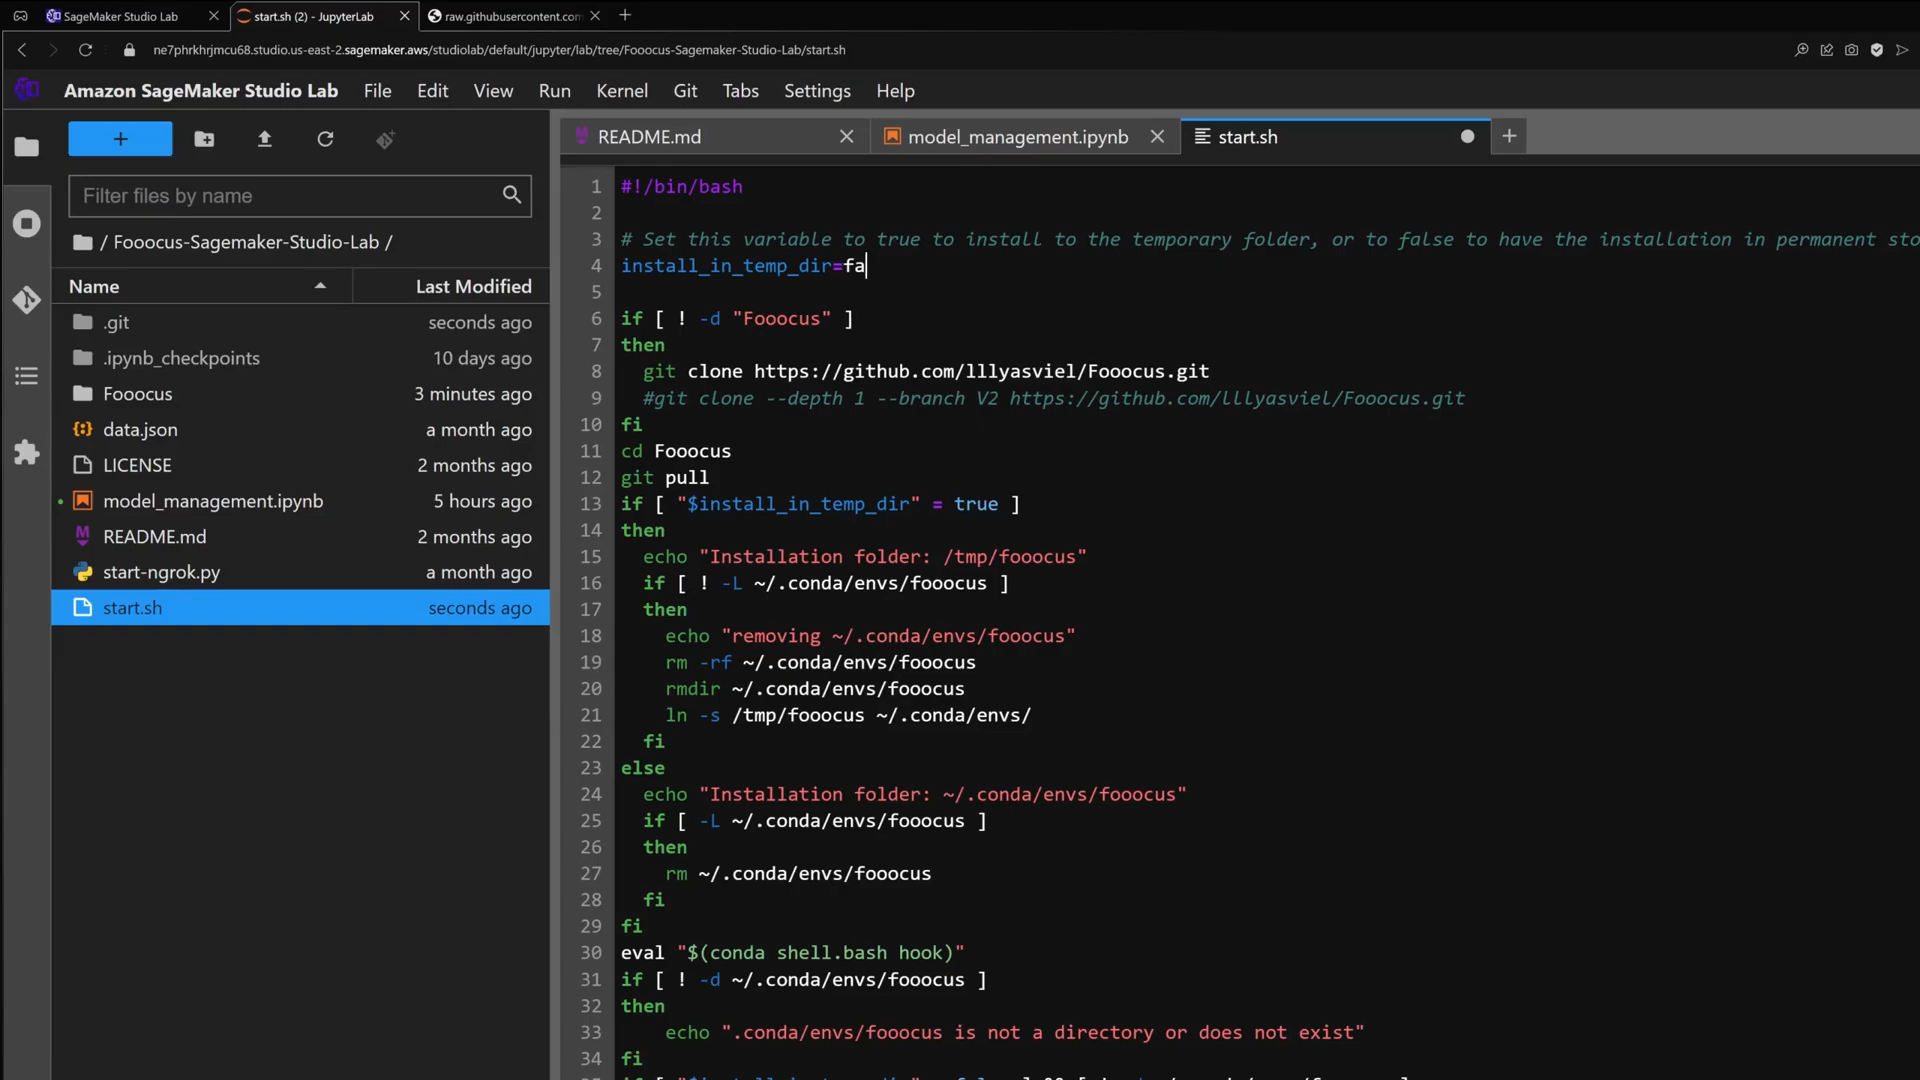 SageMaker Studio Lab
start.sh (2) - JupyterLab
raw.githubusercontent.com
ne7phrkhrjmcu68.studio.us-east-2.sagemaker.aws/studiolab/default/jupyter/lab/tree/Fooocus-Sagemaker-Studio-Lab/start.sh
Amazon SageMaker Studio Lab File Edit View Run Kernel Git Tabs Settings Help
README.md
model_management.ipynb
start.sh
Filter files by name
/ Fooocus-Sagemaker-Studio-Lab /
Name Last Modified
.git seconds ago
.ipynb_checkpoints 10 days ago
Fooocus 3 minutes ago
data.json a month ago
LICENSE 2 months ago
model_management.ipynb 5 hours ago
README.md 2 months ago
start-ngrok.py a month ago
start.sh seconds ago
1 #!/bin/bash
2
3 # Set this variable to true to install to the temporary folder, or to false to have the installation in permanent sto
4 install_in_temp_dir=fa
5
6 if [ ! -d "Fooocus" ]
7 then
8 git clone https://github.com/lllyasviel/Fooocus.git
9 #git clone --depth 1 --branch V2 https://github.com/lllyasviel/Fooocus.git
10 fi
11 cd Fooocus
12 git pull
13 if [ "$install_in_temp_dir" = true ]
14 then
15 echo "Installation folder: /tmp/fooocus"
16 if [ ! -L ~/.conda/envs/fooocus ]
17 then
18 echo "removing ~/.conda/envs/fooocus"
19 rm -rf ~/.conda/envs/fooocus
20 rmdir ~/.conda/envs/fooocus
21 ln -s /tmp/fooocus ~/.conda/envs/
22 fi
23 else
24 echo "Installation folder: ~/.conda/envs/fooocus"
25 if [ -L ~/.conda/envs/fooocus ]
26 then
27 rm ~/.conda/envs/fooocus
28 fi
29 fi
30 eval "$(conda shell.bash hook)"
31 if [ ! -d ~/.conda/envs/fooocus ]
32 then
33 echo ".conda/envs/fooocus is not a directory or does not exist"
34 fi